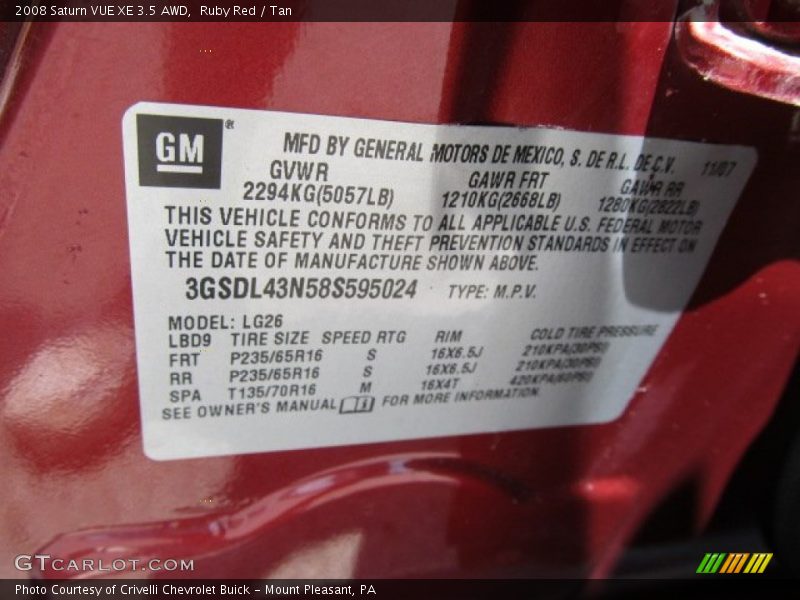 2008 Saturn VUE XE 3.5 AWD,  Ruby Red / Tan
GM®
MFD BY GENERAL MOTORS DE MEXICO, S. DE R.L. DE C.V. 11/07
GVWR GAWR FRT GAWR RR
2294KG(5057LB) 1210KG(2668LB) 1280KG(2822LB)
THIS VEHICLE CONFORMS TO ALL APPLICABLE U.S. FEDERAL MOTOR
VEHICLE SAFETY AND THEFT PREVENTION STANDARDS IN EFFECT ON
THE DATE OF MANUFACTURE SHOWN ABOVE.
3GSDL43N58S595024 TYPE: M.P.V.
MODEL: LG26
LBD9 TIRE SIZE SPEED RTG RIM COLD TIRE PRESSURE
FRT P235/65R16 S 16X6.5J 210KPA(30PSI)
RR P235/65R16 S 16X6.5J 210KPA(30PSI)
SPA T135/70R16 M 16X4T 420KPA(60PSI)
SEE OWNER'S MANUAL FOR MORE INFORMATION.
GTCARLOT.COM
Photo Courtesy of Crivelli Chevrolet Buick – Mount Pleasant, PA